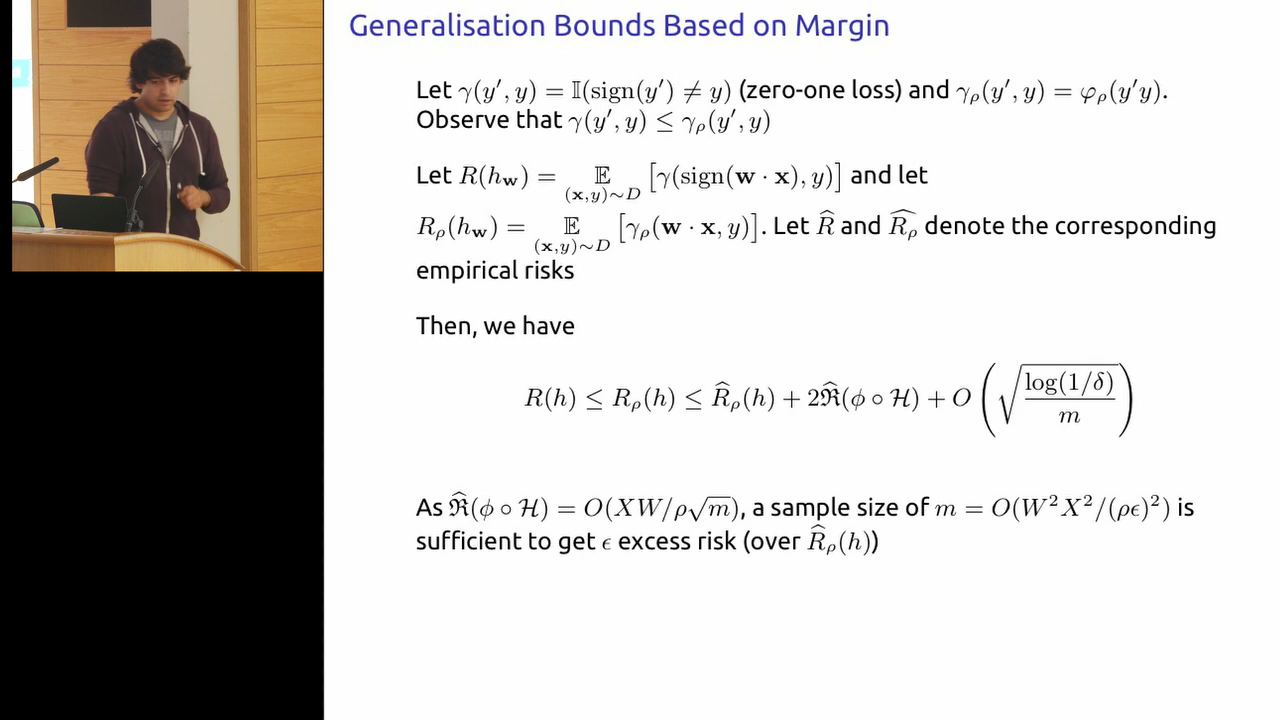 Generalisation Bounds Based on Margin
Let γ(y′, y) = 𝕀(sign(y′) ≠ y) (zero-one loss) and γ_ρ(y′, y) = φ_ρ(y′y).
Observe that γ(y′, y) ≤ γ_ρ(y′, y)
Let R(h_𝐰) = 𝔼_{(𝐱,y)∼D} [γ(sign(𝐰 · 𝐱), y)] and let
R_ρ(h_𝐰) = 𝔼_{(𝐱,y)∼D} [γ_ρ(𝐰 · 𝐱, y)]. Let R̂ and R̂_ρ denote the corresponding
empirical risks
Then, we have
R(h) ≤ R_ρ(h) ≤ R̂_ρ(h) + 2ℜ̂(ϕ ∘ ℋ) + O(√(log(1/δ)/m))
As ℜ̂(ϕ ∘ ℋ) = O(XW/ρ√m), a sample size of m = O(W²X²/(ρϵ)²) is
sufficient to get ϵ excess risk (over R̂_ρ(h))